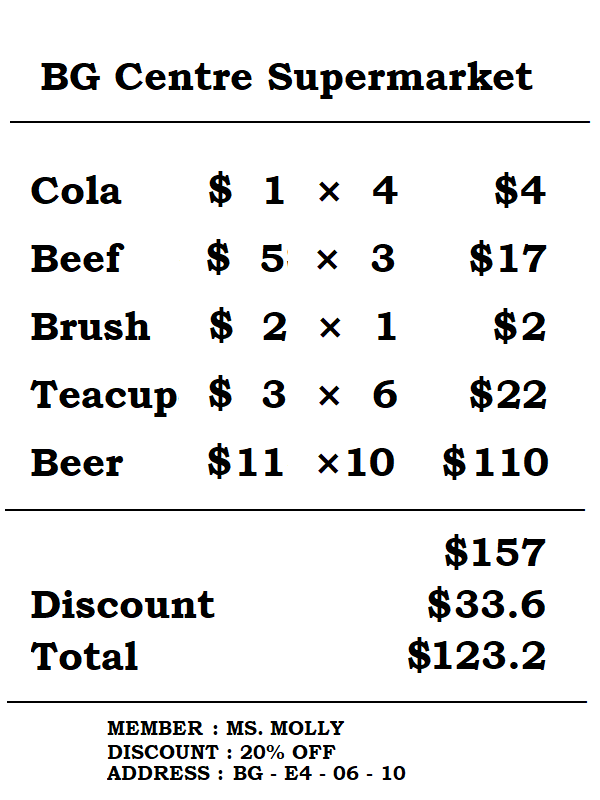 BG Centre Supermarket
Cola $ 1 × 4 $4
Beef $ 5 × 3 $17
Brush $ 2 × 1 $2
Teacup $ 3 × 6 $22
Beer $11 ×10 $110
$157
Discount $33.6
Total $123.2
MEMBER : MS. MOLLY
DISCOUNT : 20% OFF
ADDRESS : BG - E4 - 06 - 10